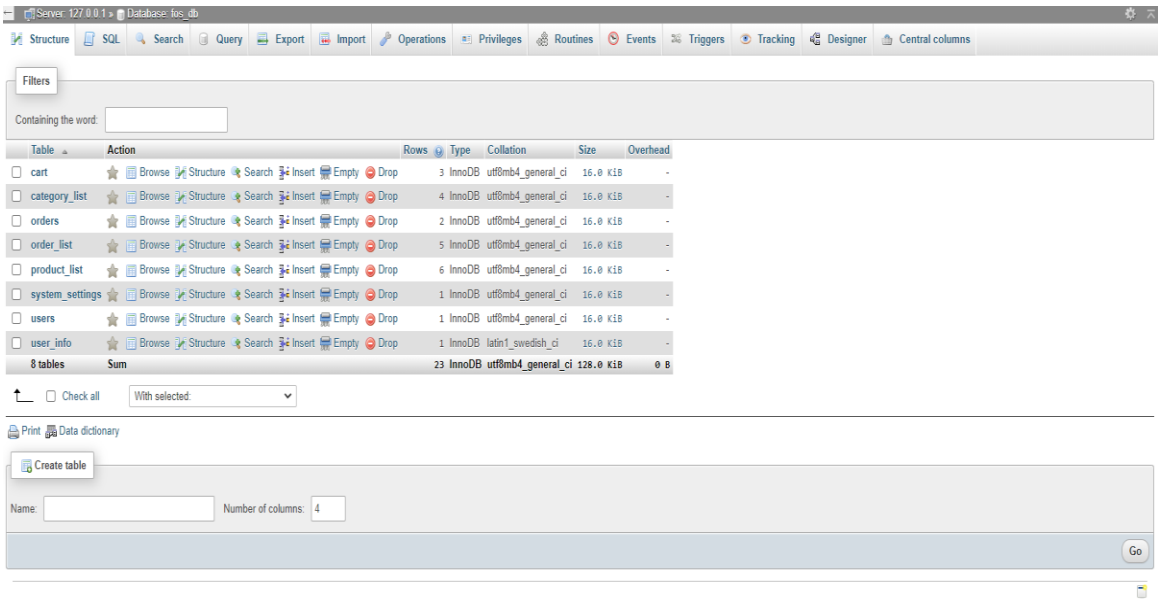 Server: 127.0.0.1 » Database: fos_db
Structure SQL Search Query Export Import Operations Privileges Routines Events Triggers Tracking Designer Central columns
Filters
Containing the word:
Table Action Rows Type Collation Size Overhead
cart Browse Structure Search Insert Empty Drop 3 InnoDB utf8mb4_general_ci 16.0 KiB -
category_list Browse Structure Search Insert Empty Drop 4 InnoDB utf8mb4_general_ci 16.0 KiB -
orders Browse Structure Search Insert Empty Drop 2 InnoDB utf8mb4_general_ci 16.0 KiB -
order_list Browse Structure Search Insert Empty Drop 5 InnoDB utf8mb4_general_ci 16.0 KiB -
product_list Browse Structure Search Insert Empty Drop 6 InnoDB utf8mb4_general_ci 16.0 KiB -
system_settings Browse Structure Search Insert Empty Drop 1 InnoDB utf8mb4_general_ci 16.0 KiB -
users Browse Structure Search Insert Empty Drop 1 InnoDB utf8mb4_general_ci 16.0 KiB -
user_info Browse Structure Search Insert Empty Drop 1 InnoDB latin1_swedish_ci 16.0 KiB -
8 tables Sum 23 InnoDB utf8mb4_general_ci 128.0 KiB 0 B
Check all With selected:
Print Data dictionary
Create table
Name: Number of columns: 4
Go